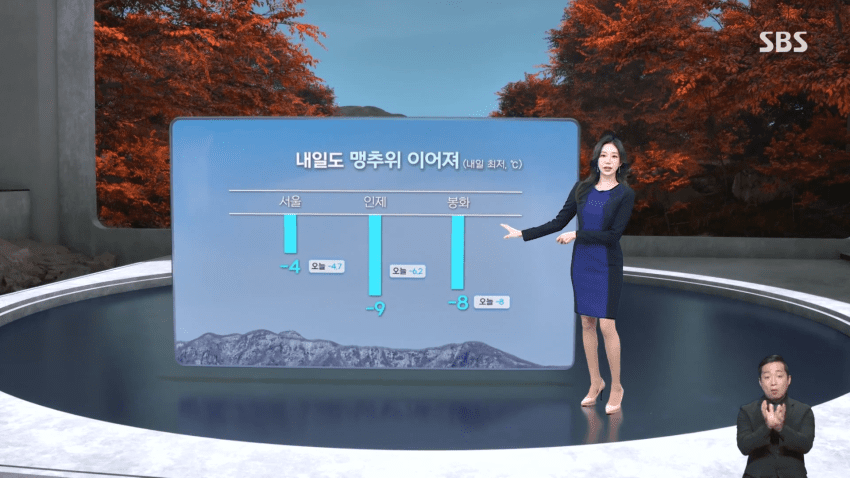 SBS
내일도 맹추위 이어져 (내일 최저, ℃)
서울 인제 봉화
-4 오늘 -4.7
-9 오늘 -6.2
-8 오늘 -8